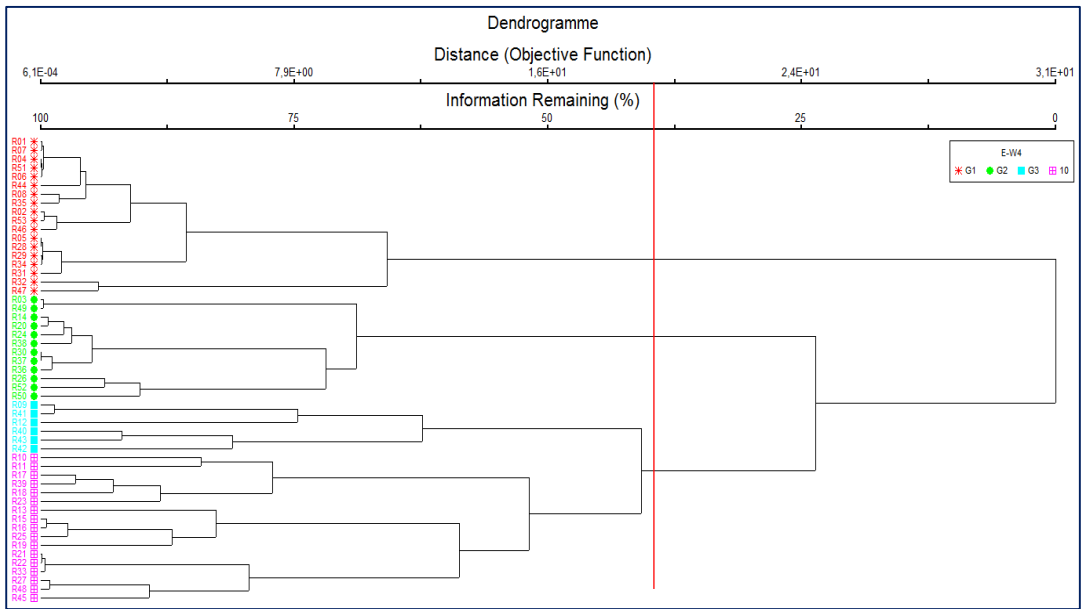 Dendrogramme
Distance (Objective Function)
6,1E-04 7,9E+00 1,6E+01 2,4E+01 3,1E+01
Information Remaining (%)
100 75 50 25 0
E-W4
G1 G2 G3 10
R01
R07
R04
R51
R06
R44
R08
R35
R02
R53
R46
R05
R28
R29
R34
R31
R32
R47
R03
R49
R14
R20
R24
R38
R30
R37
R36
R26
R52
R50
R09
R41
R12
R40
R43
R42
R10
R11
R17
R39
R18
R23
R13
R15
R16
R25
R19
R21
R22
R33
R27
R48
R45